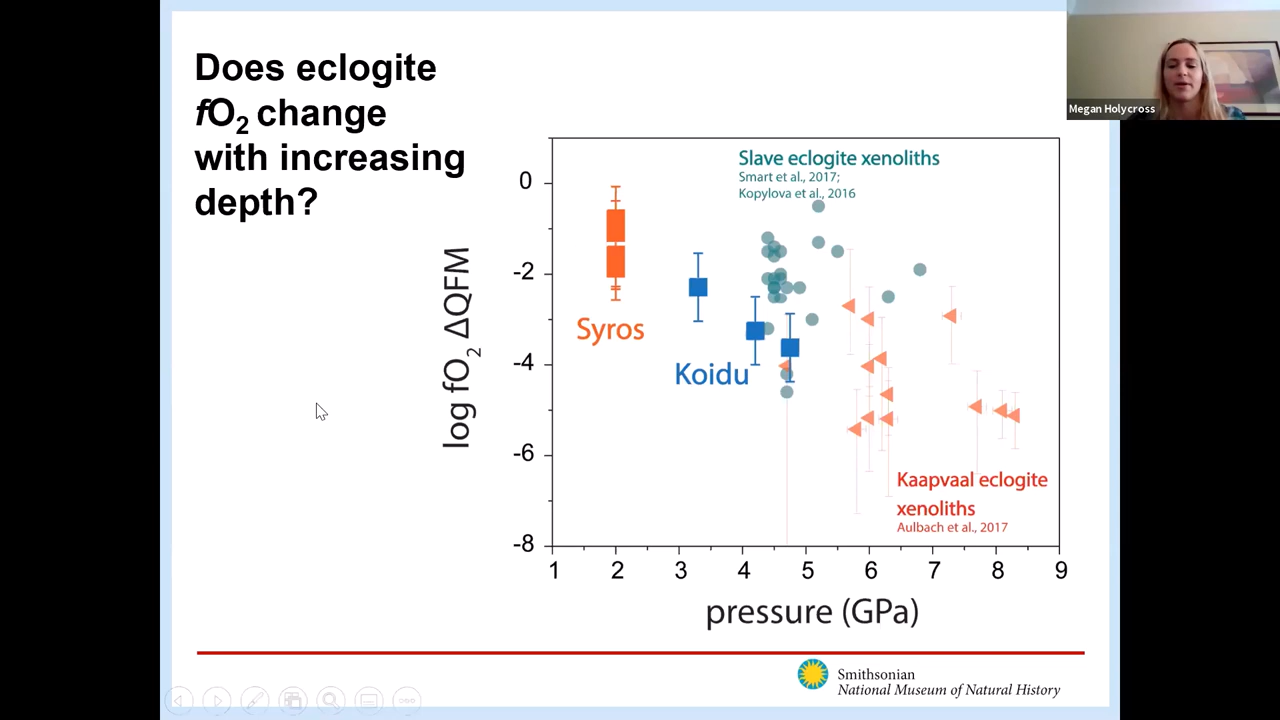 Does eclogite
fO2 change
with increasing
depth?
Megan Holycross
Slave eclogite xenoliths
Smart et al., 2017;
Kopylova et al., 2016
0
-2
-4
-6
-8
log fO2 ΔQFM
Syros
Koidu
Kaapvaal eclogite
xenoliths
Aulbach et al., 2017
1 2 3 4 5 6 7 8 9
pressure (GPa)
Smithsonian
National Museum of Natural History